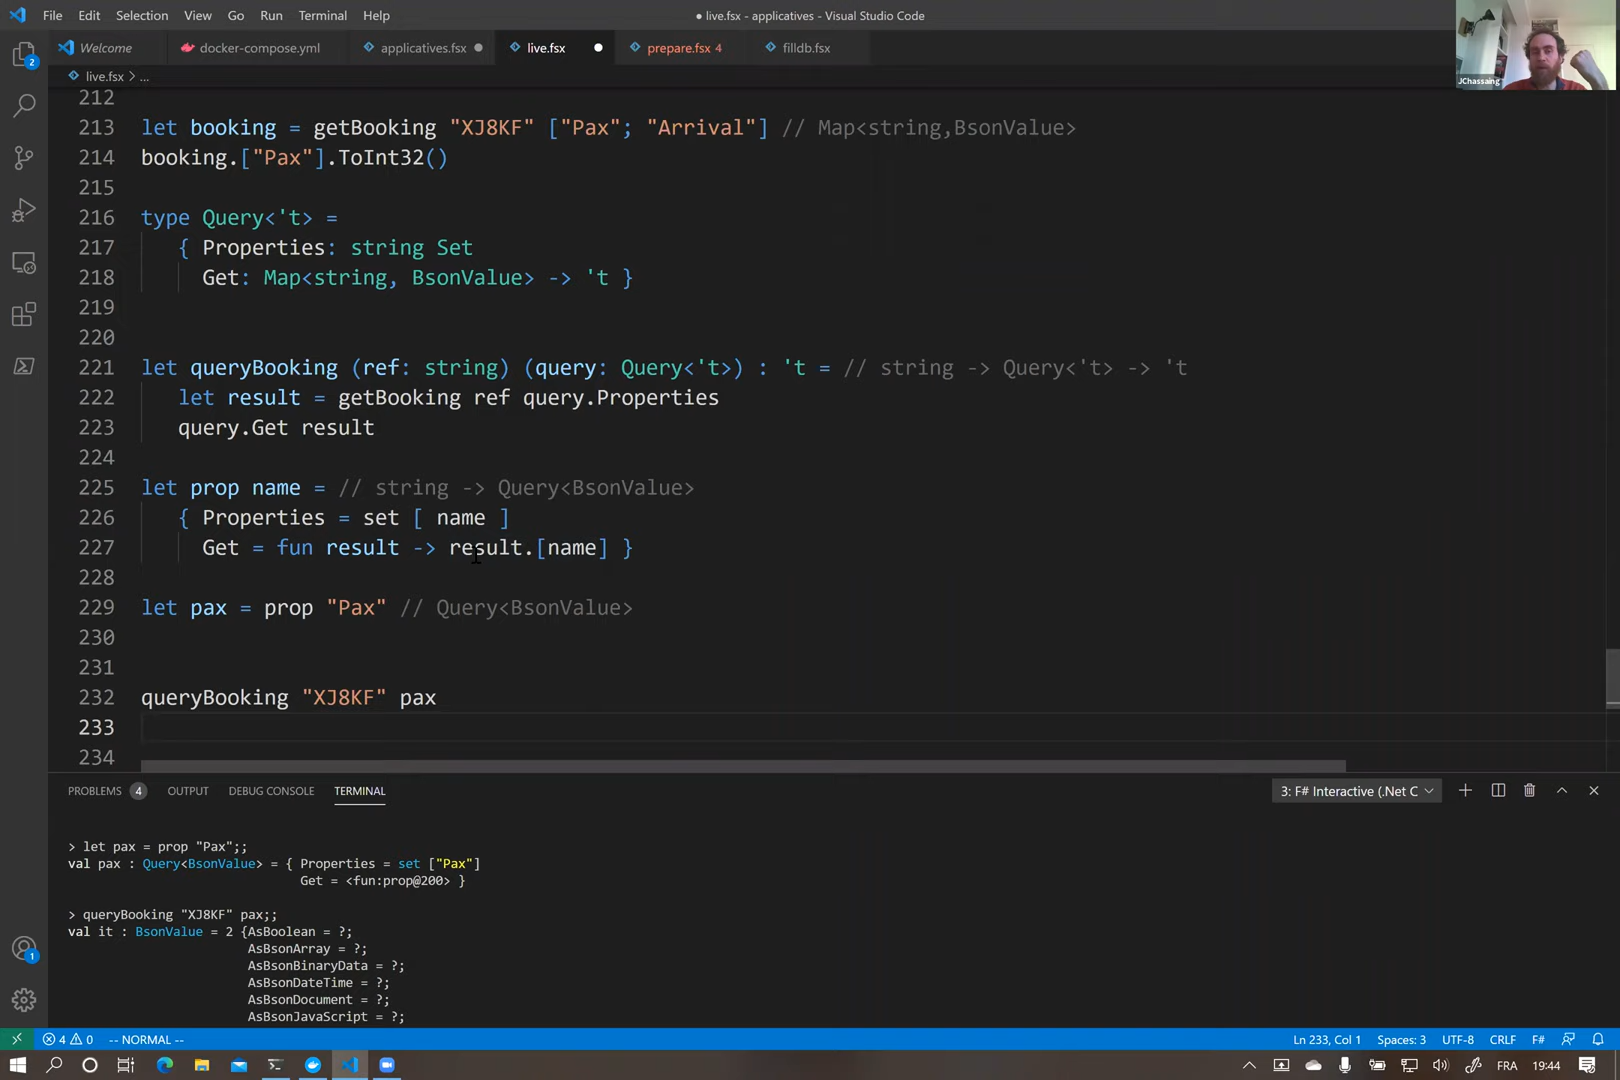 File Edit Selection View Go Run Terminal Help
● live.fsx - applicatives - Visual Studio Code
JChassaing
Welcome docker-compose.yml applicatives.fsx live.fsx prepare.fsx 4 filldb.fsx
live.fsx > ...
2
212
213 let booking = getBooking "XJ8KF" ["Pax"; "Arrival"] // Map<string,BsonValue>
214 booking.["Pax"].ToInt32()
215
216 type Query<'t> =
217 { Properties: string Set
218 Get: Map<string, BsonValue> -> 't }
219
220
221 let queryBooking (ref: string) (query: Query<'t>) : 't = // string -> Query<'t> -> 't
222 let result = getBooking ref query.Properties
223 query.Get result
224
225 let prop name = // string -> Query<BsonValue>
226 { Properties = set [ name ]
227 Get = fun result -> result.[name] }
228
229 let pax = prop "Pax" // Query<BsonValue>
230
231
232 queryBooking "XJ8KF" pax
233
234
PROBLEMS 4 OUTPUT DEBUG CONSOLE TERMINAL 3: F# Interactive (.Net C
> let pax = prop "Pax";;
val pax : Query<BsonValue> = { Properties = set ["Pax"]
Get = <fun:prop@200> }
> queryBooking "XJ8KF" pax;;
val it : BsonValue = 2 {AsBoolean = ?;
AsBsonArray = ?;
AsBsonBinaryData = ?;
AsBsonDateTime = ?;
AsBsonDocument = ?;
AsBsonJavaScript = ?;
1
4 0 -- NORMAL -- Ln 233, Col 1 Spaces: 3 UTF-8 CRLF F#
FRA 19:44